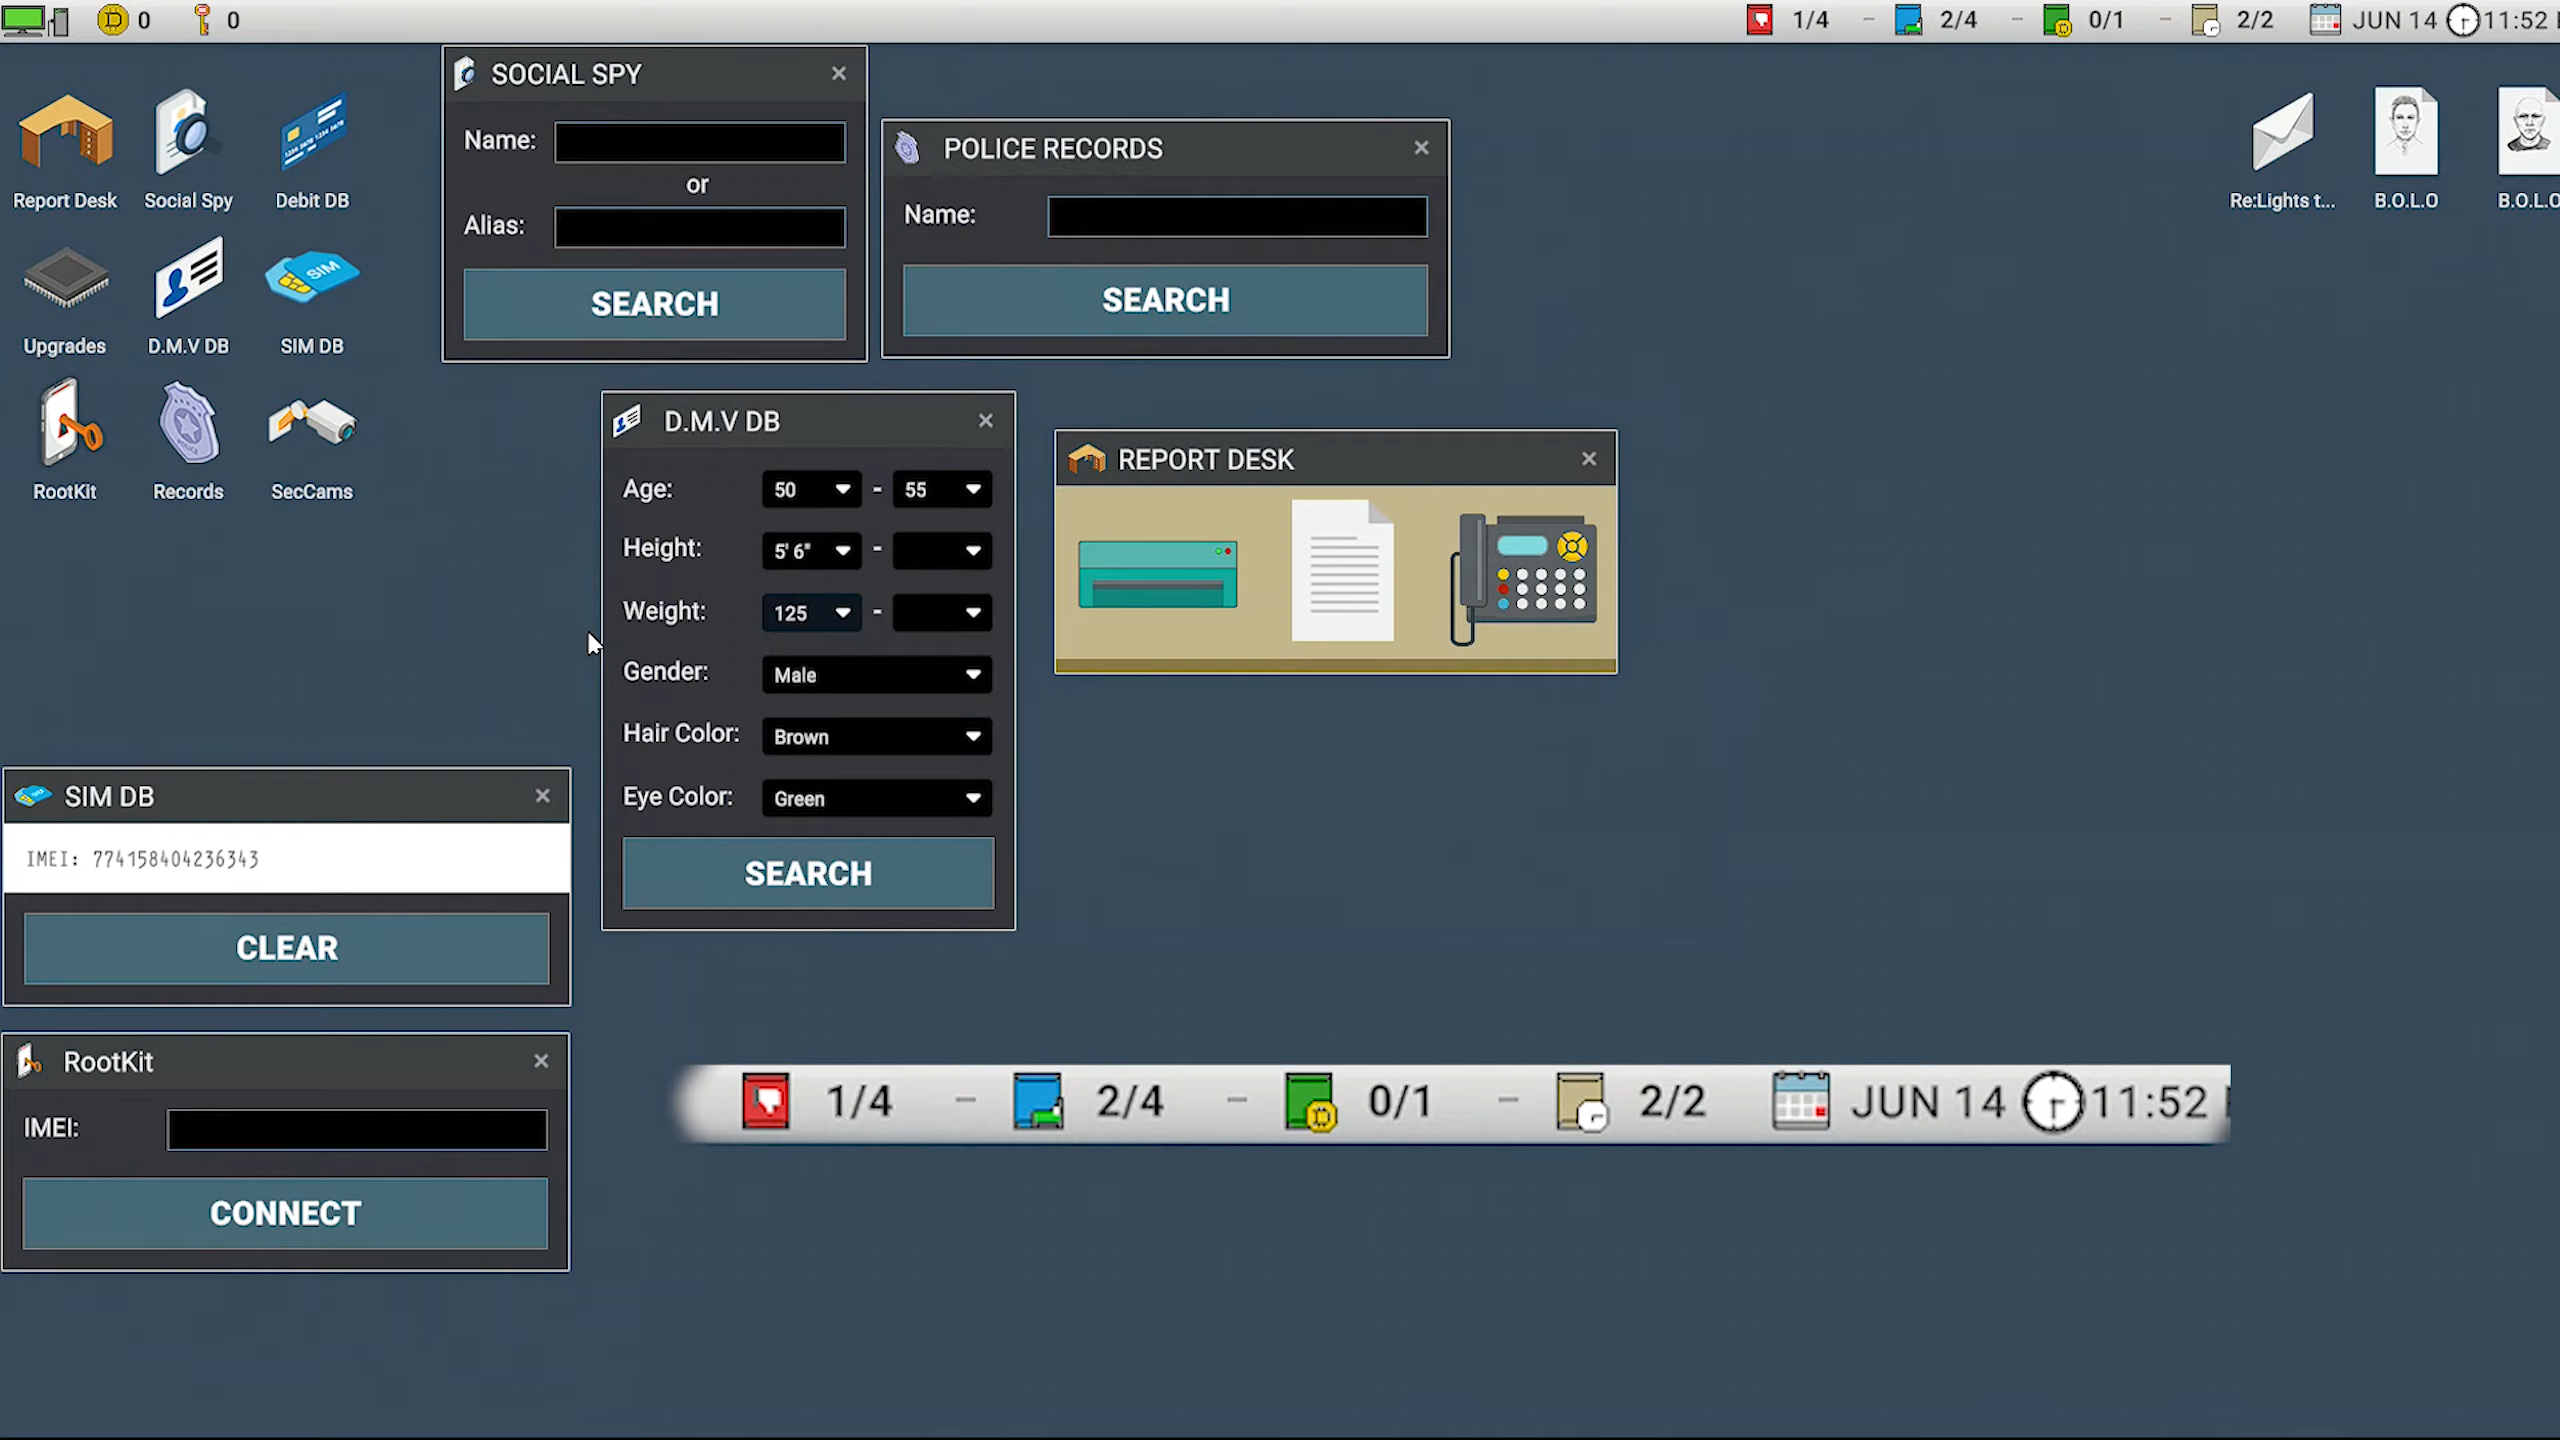 0
0
1/4 - 2/4 - 0/1 - 2/2 JUN 14 11:52
SOCIAL SPY
Name:
or
Alias:
SEARCH
POLICE RECORDS
Name:
SEARCH
Report Desk
Social Spy
Debit DB
Re:Lights t...
B.O.L.O
B.O.L.O
SIM
Upgrades
D.M.V DB
SIM DB
RootKit
Records
SecCams
D.M.V DB
Age: 50 - 55
Height: 5' 6" -
Weight: 125 -
Gender: Male
Hair Color: Brown
Eye Color: Green
SEARCH
REPORT DESK
SIM DB
IMEI: 774158404236343
CLEAR
RootKit
IMEI:
CONNECT
1/4 - 2/4 - 0/1 - 2/2 JUN 14 11:52